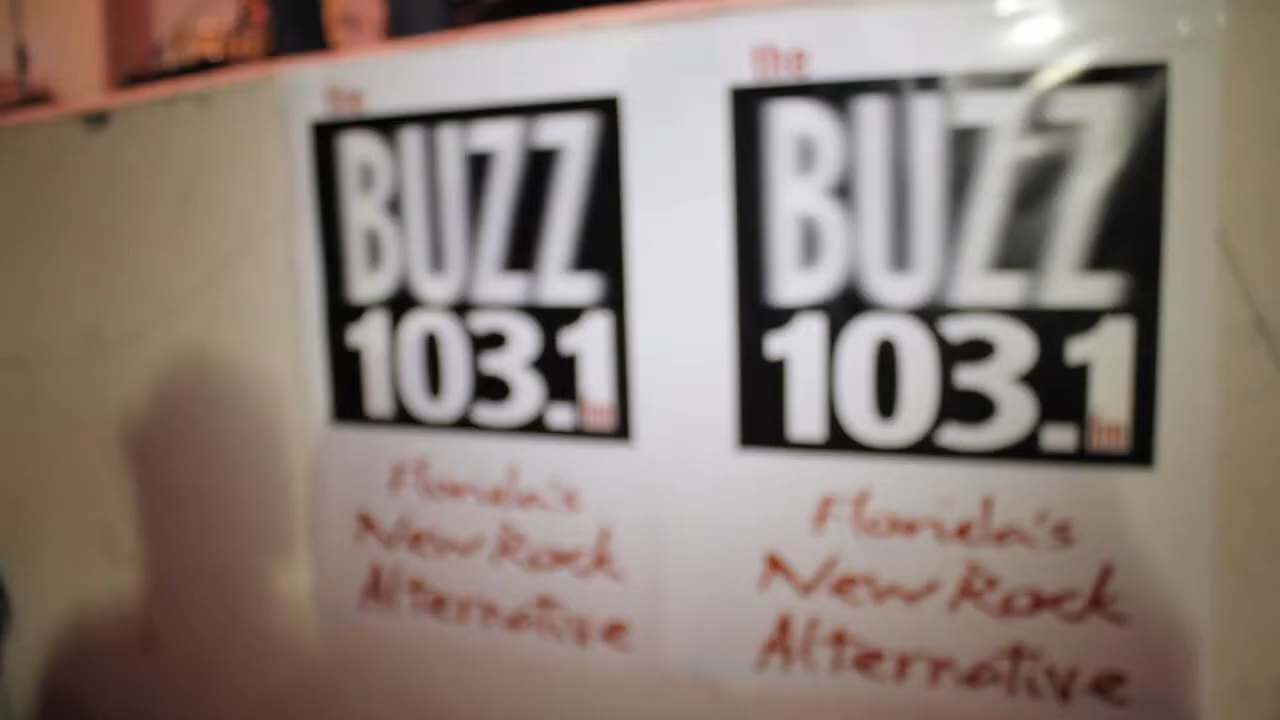 the
BUZZ
103.1
fm
Florida's
New Rock
Alternative
the
BUZZ
103.1
fm
Florida's
New Rock
Alternative